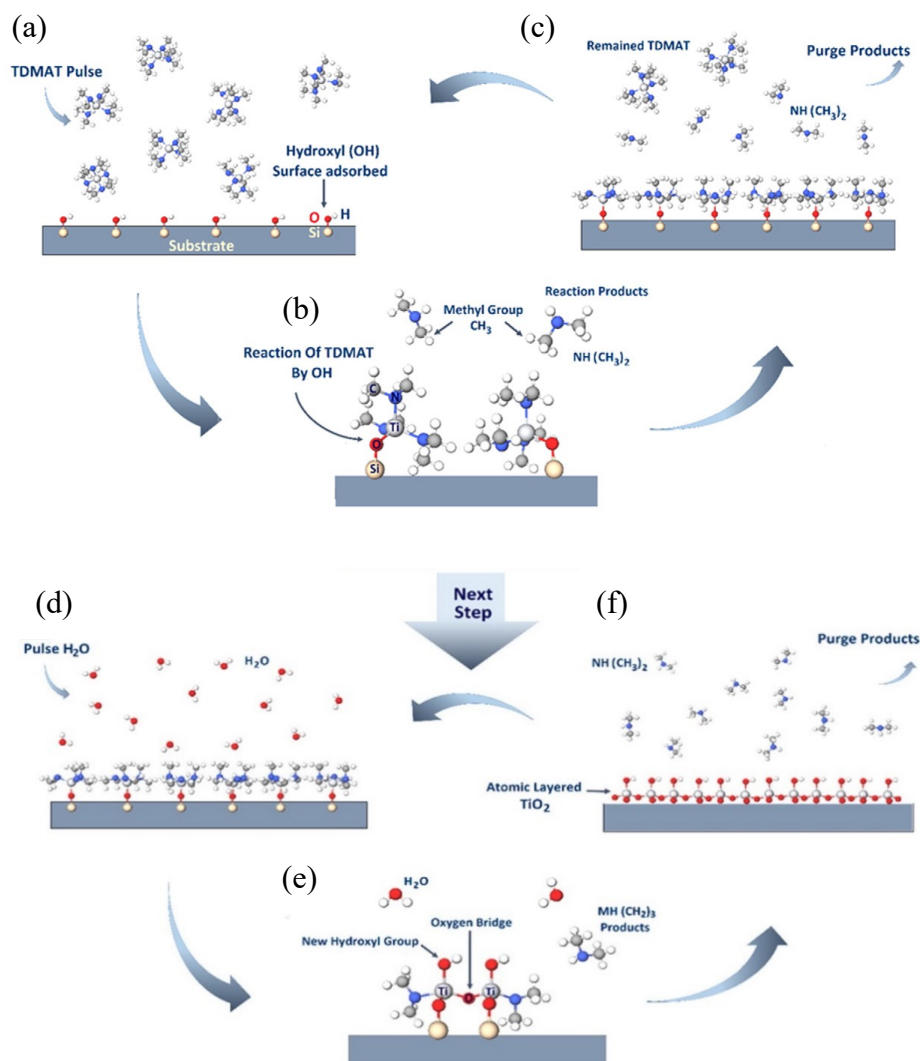 (a)
TDMAT Pulse
Hydroxyl (OH)
Surface adsorbed
O
H
Si
Substrate
(c)
Remained TDMAT
Purge Products
NH (CH3)2
(b)
Methyl Group
CH3
Reaction Products
NH (CH3)2
Reaction Of TDMAT
By OH
C
N
Ti
O
Si
Next
Step
(d)
Pulse H2O
H2O
(f)
NH (CH3)2
Purge Products
Atomic Layered
TiO2
(e)
H2O
Oxygen Bridge
New Hydroxyl Group
MH (CH2)3
Products
Ti
O
Ti